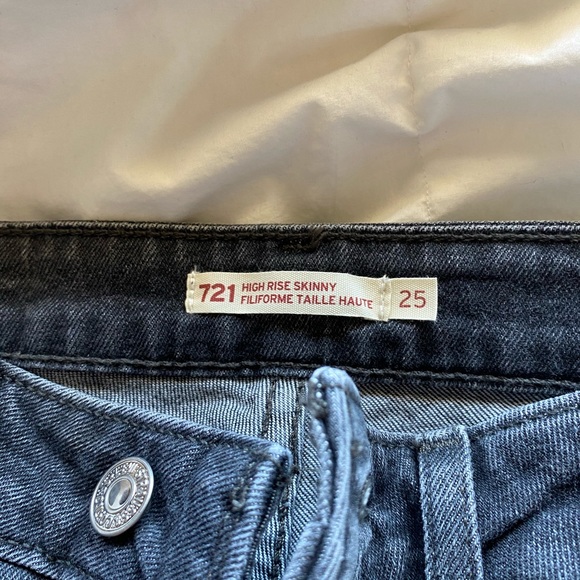 721 HIGH RISE SKINNY
FILIFORME TAILLE HAUTE
25